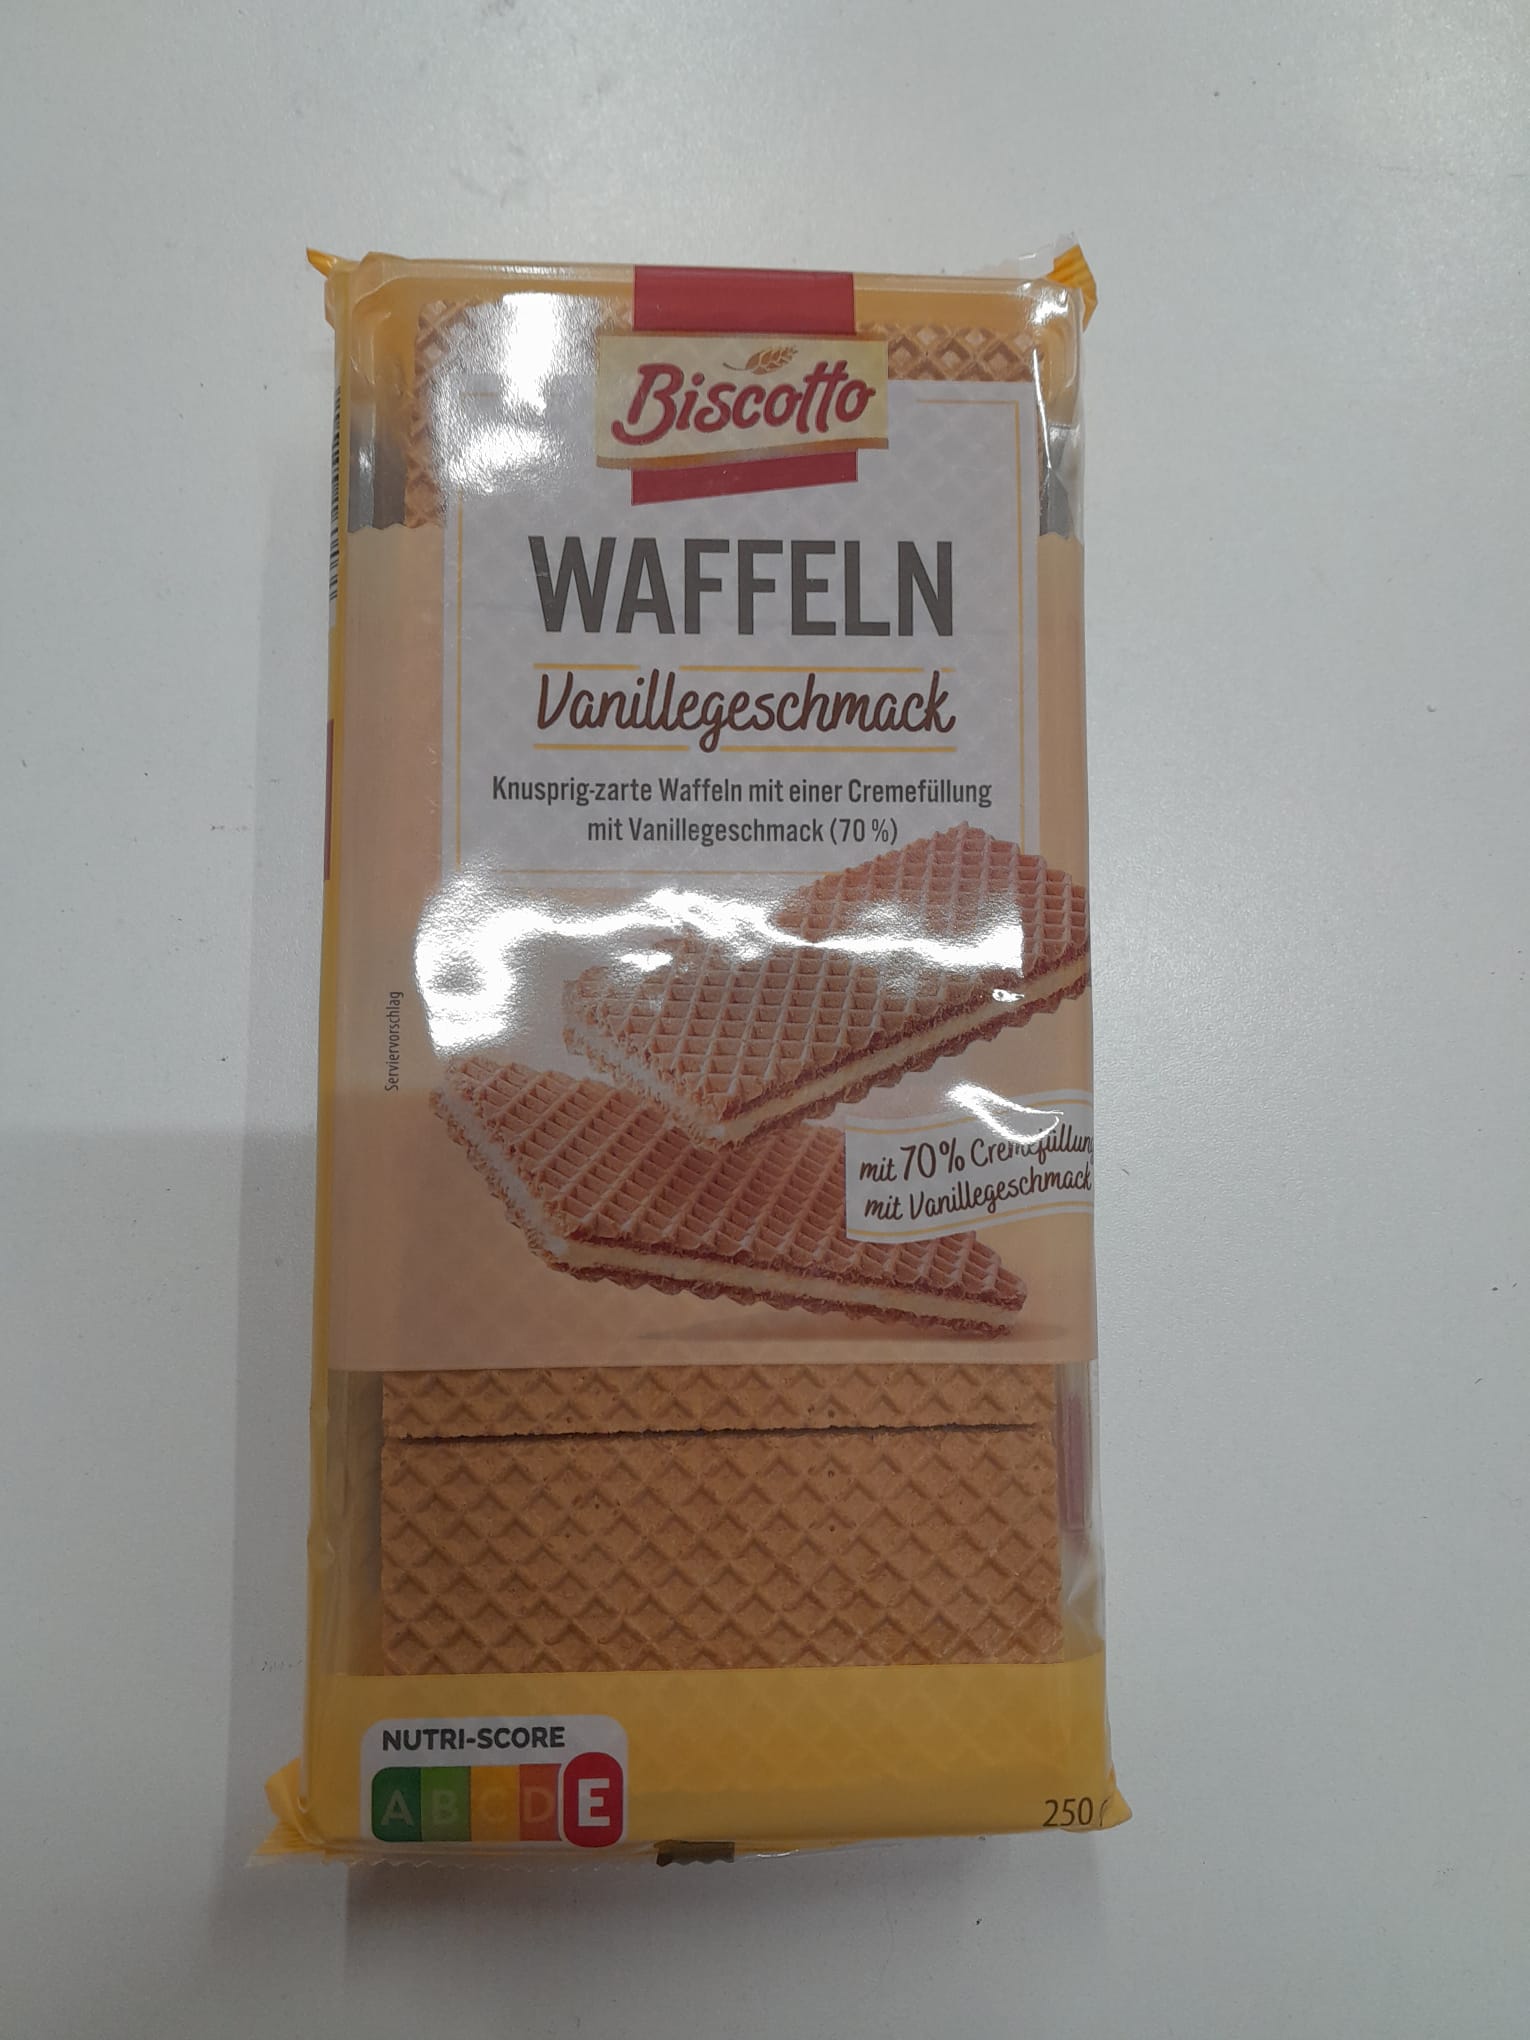 Biscotto
WAFFELN
Vanillegeschmack
Knusprig-zarte Waffeln mit einer Cremefüllung
mit Vanillegeschmack (70 %)
Serviervorschlag
mit 70% Cremefüllung
mit Vanillegeschmack
NUTRI-SCORE
A B C D E
250